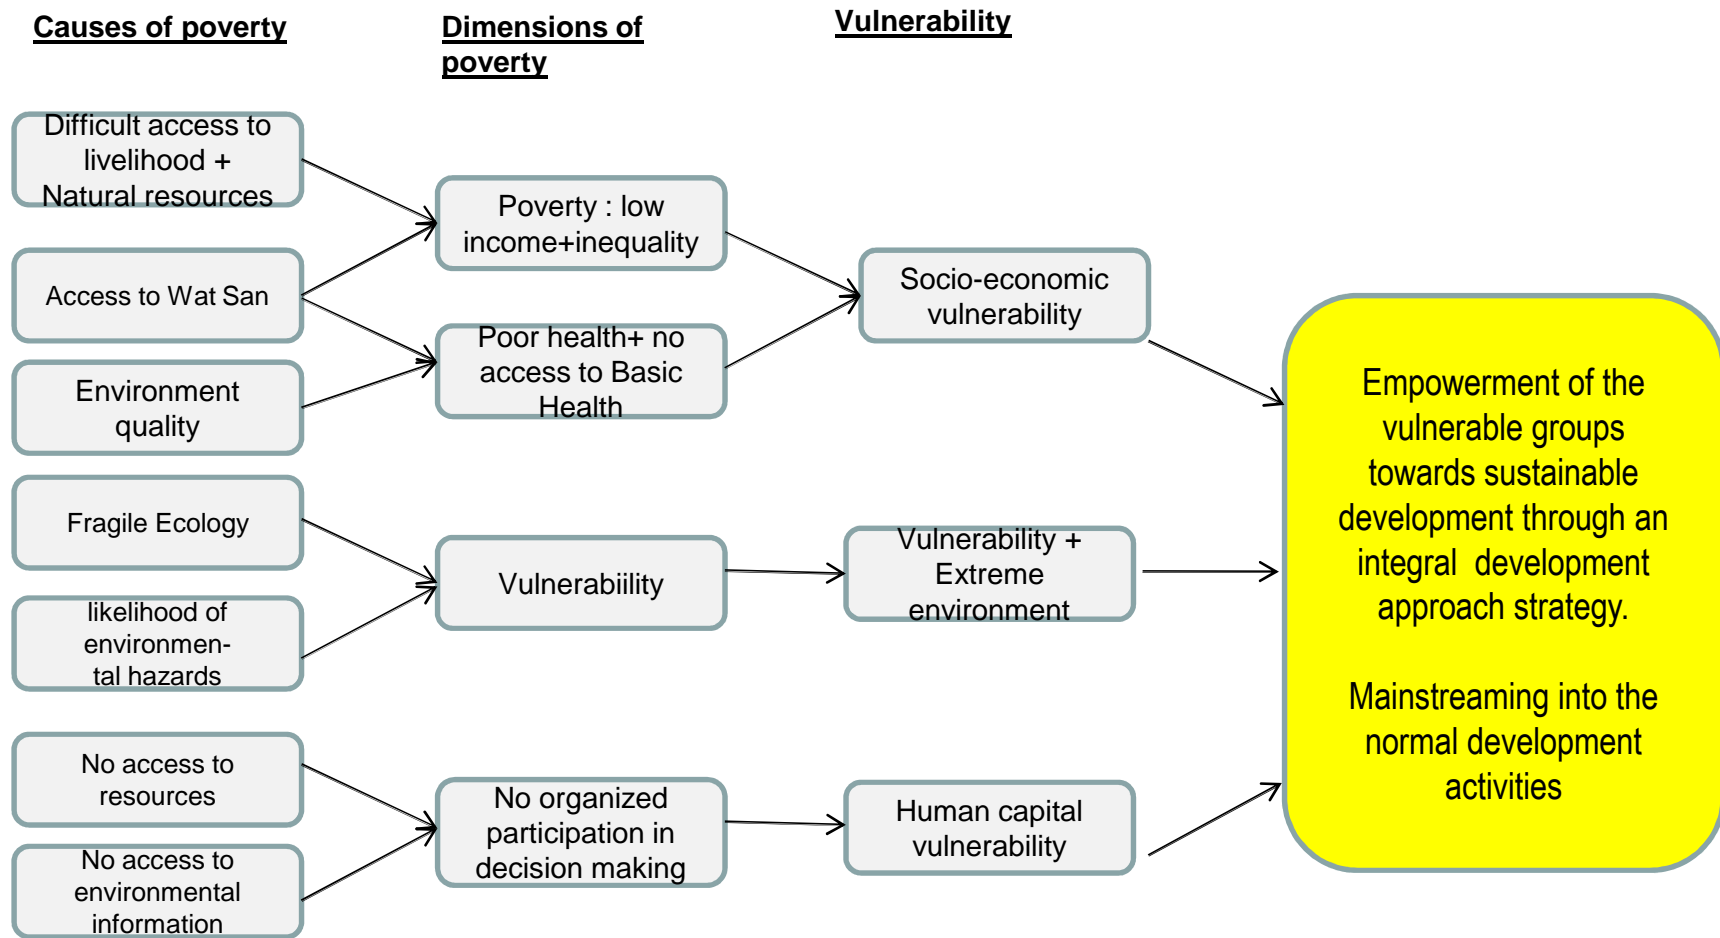 Causes of poverty
Dimensions of
poverty
Vulnerability
Difficult access to
livelihood +
Natural resources
Access to Wat San
Environment
quality
Fragile Ecology
likelihood of
environmen-
tal hazards
No access to
resources
No access to
environmental
information
Poverty : low
income+inequality
Poor health+ no
access to Basic
Health
Vulnerabiility
No organized
participation in
decision making
Socio-economic
vulnerability
Vulnerability +
Extreme
environment
Human capital
vulnerability
Empowerment of the
vulnerable groups
towards sustainable
development through an
integral development
approach strategy.
Mainstreaming into the
normal development
activities